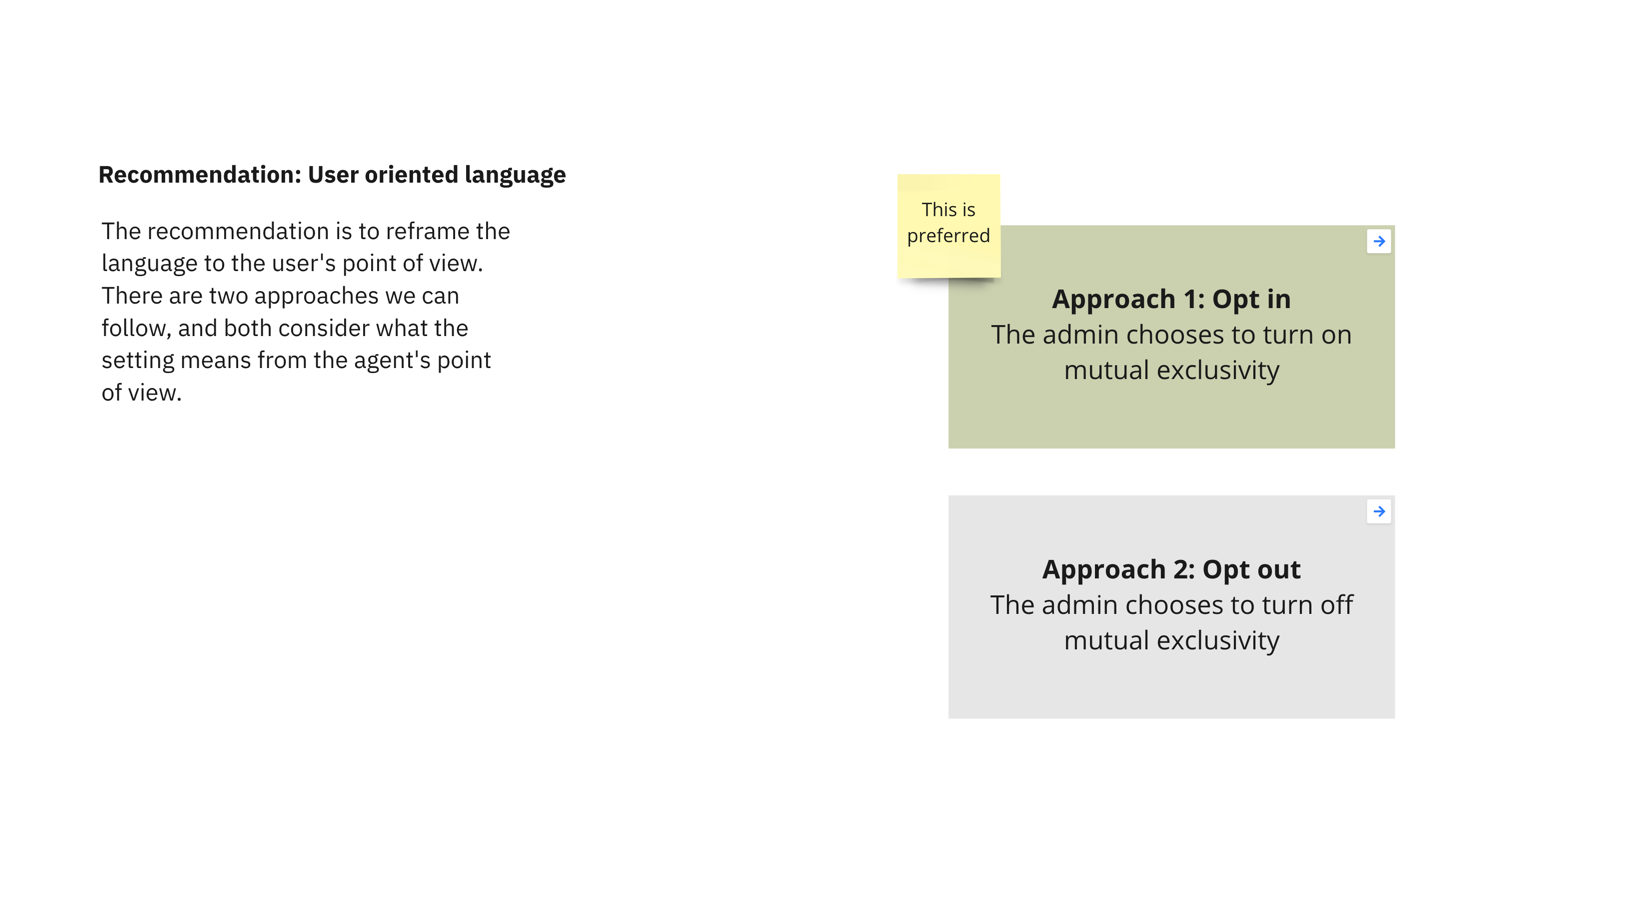 Recommendation: User oriented language
The recommendation is to reframe the
language to the user's point of view.
There are two approaches we can
follow, and both consider what the
setting means from the agent's point
of view.
This is
preferred
Approach 1: Opt in
The admin chooses to turn on
mutual exclusivity
Approach 2: Opt out
The admin chooses to turn off
mutual exclusivity